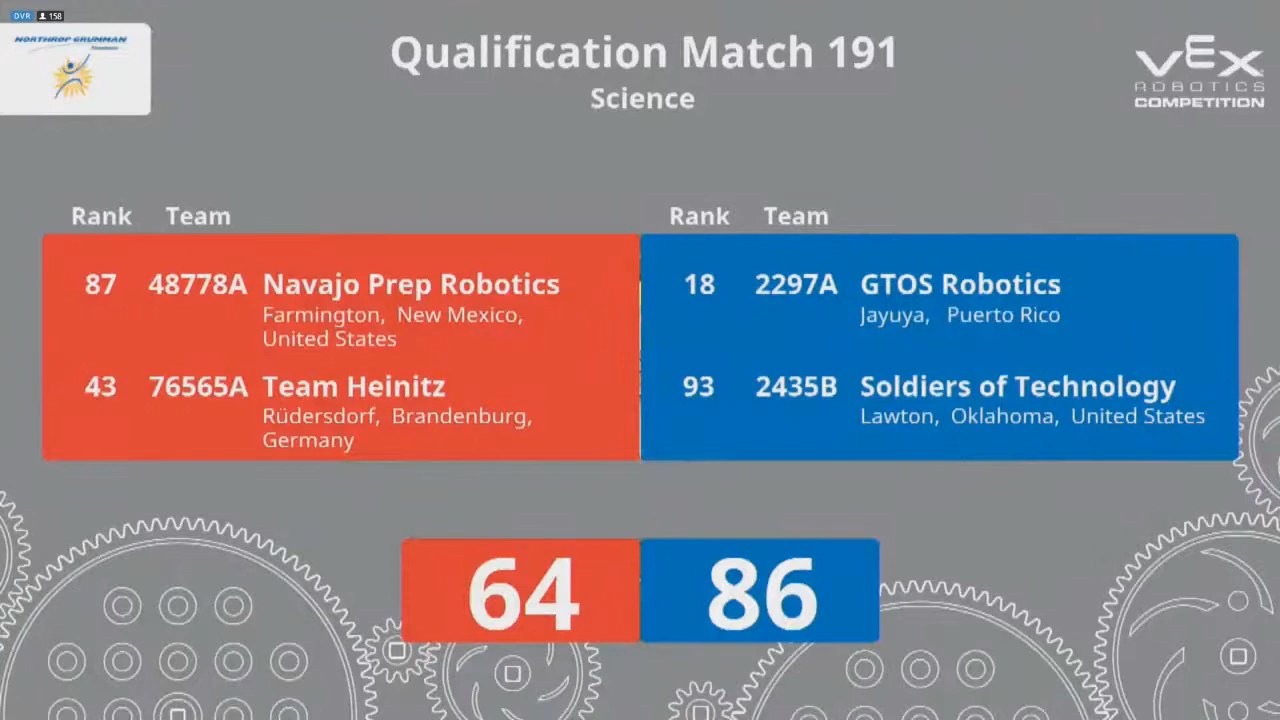 DVR 158
NORTHROP GRUMMAN
Foundation
Qualification Match 191
Science
VEX
ROBOTICS
COMPETITION
Rank Team
87 48778A Navajo Prep Robotics
Farmington, New Mexico,
United States
43 76565A Team Heinitz
Rüdersdorf, Brandenburg,
Germany
Rank Team
18 2297A GTOS Robotics
Jayuya, Puerto Rico
93 2435B Soldiers of Technology
Lawton, Oklahoma, United States
64 86